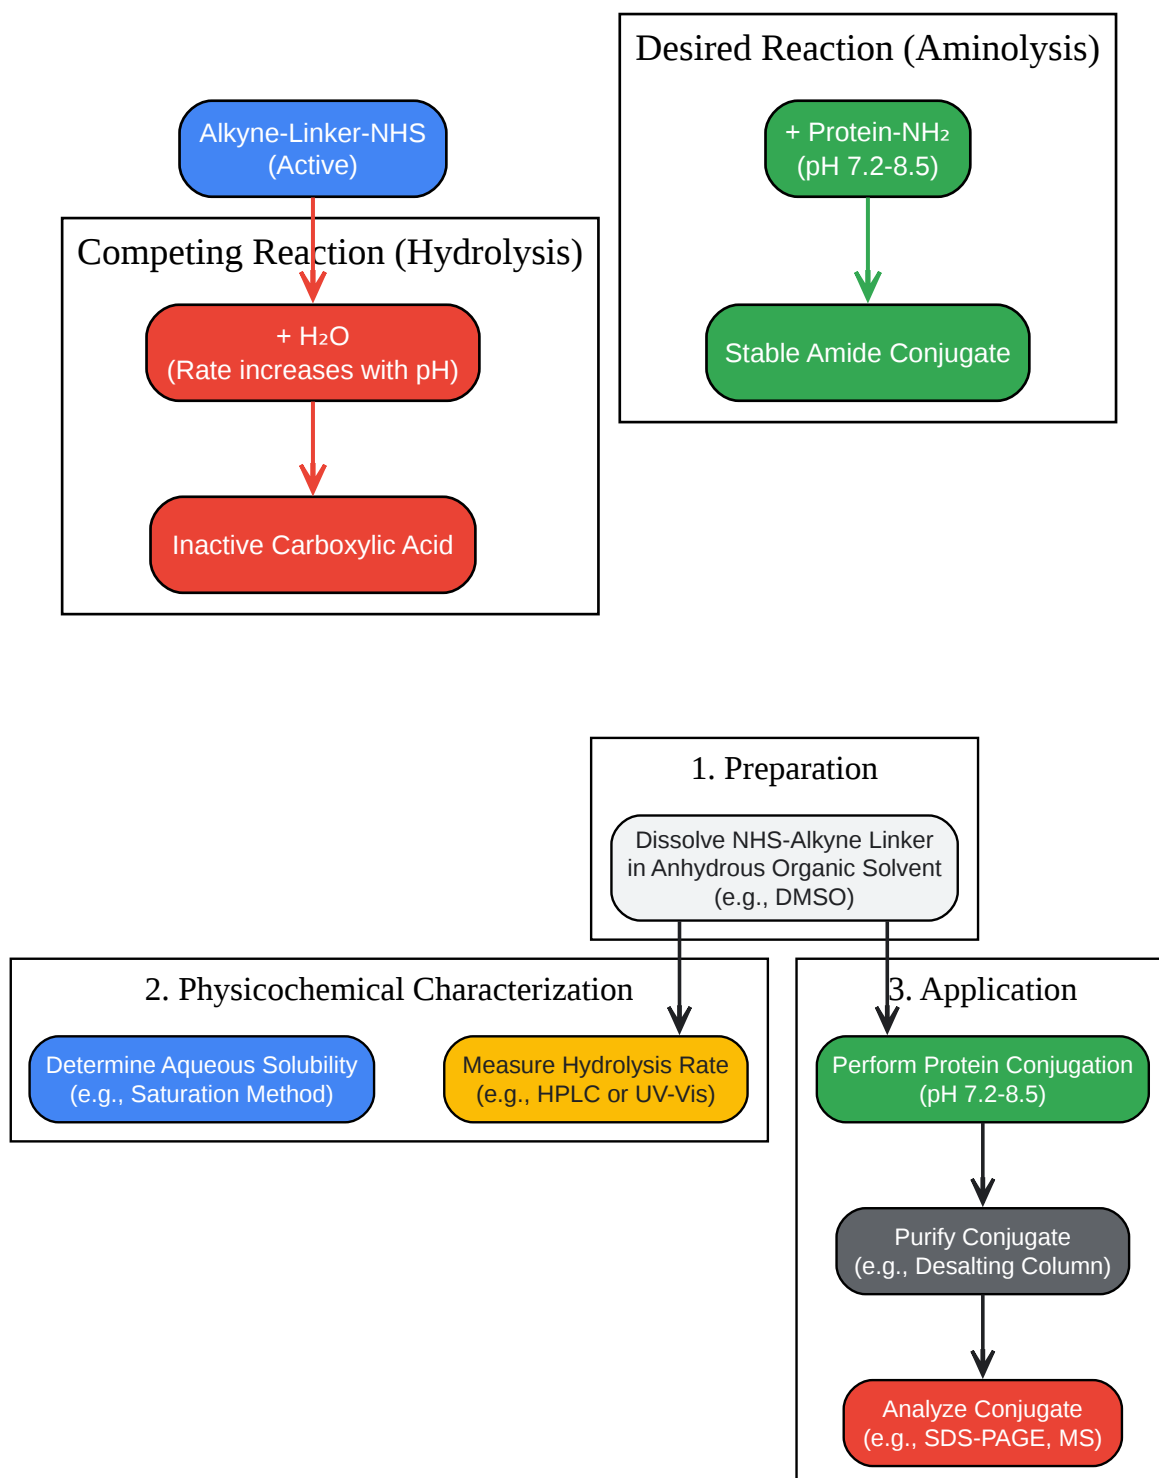 Desired Reaction (Aminolysis)
Alkyne-Linker-NHS
(Active)
+ Protein-NH₂
(pH 7.2-8.5)
Competing Reaction (Hydrolysis)
+ H₂O
(Rate increases with pH)
Stable Amide Conjugate
Inactive Carboxylic Acid
1. Preparation
Dissolve NHS-Alkyne Linker
in Anhydrous Organic Solvent
(e.g., DMSO)
2. Physicochemical Characterization
Determine Aqueous Solubility
(e.g., Saturation Method)
Measure Hydrolysis Rate
(e.g., HPLC or UV-Vis)
3. Application
Perform Protein Conjugation
(pH 7.2-8.5)
Purify Conjugate
(e.g., Desalting Column)
Analyze Conjugate
(e.g., SDS-PAGE, MS)